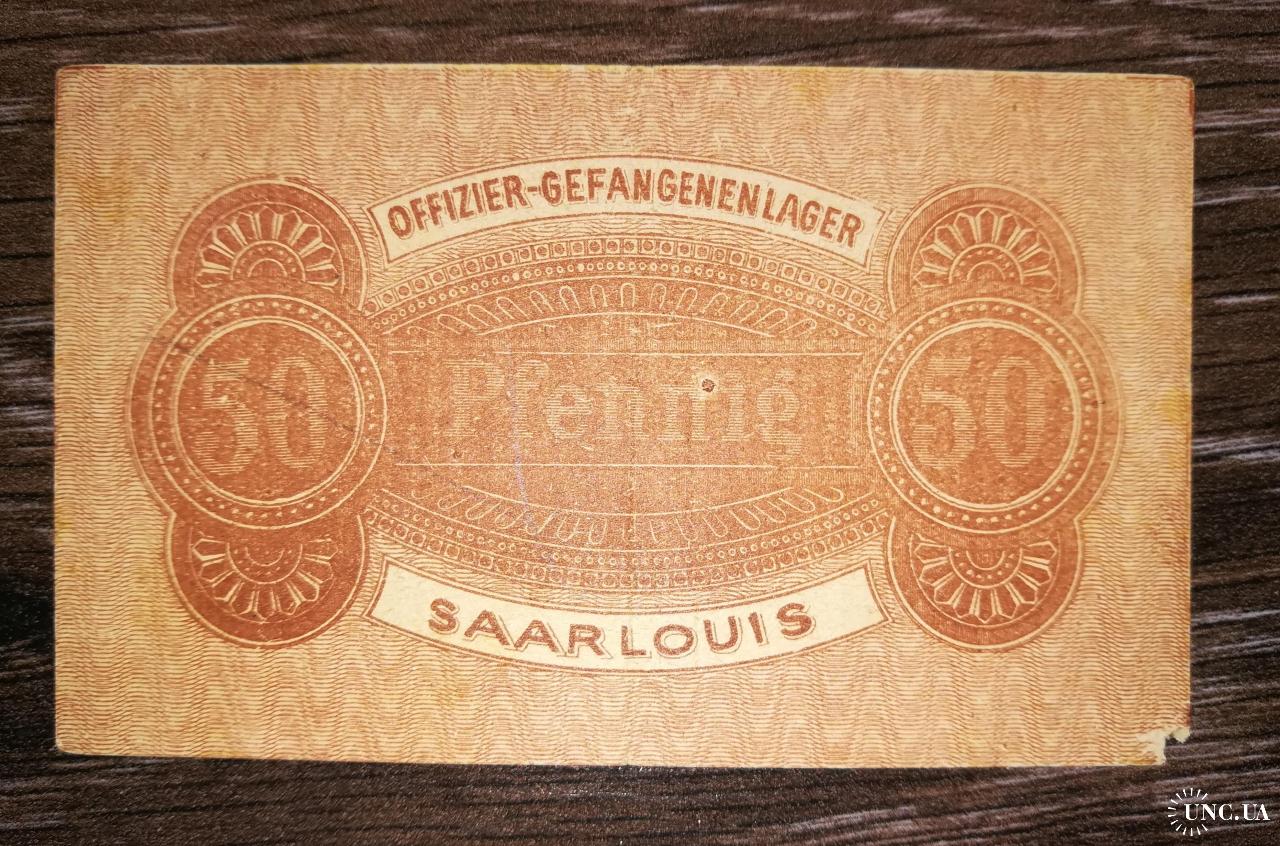 OFFIZIER-GEFANGENENLAGER
50 Pfennig 50
SAARLOUIS
UNC.UA